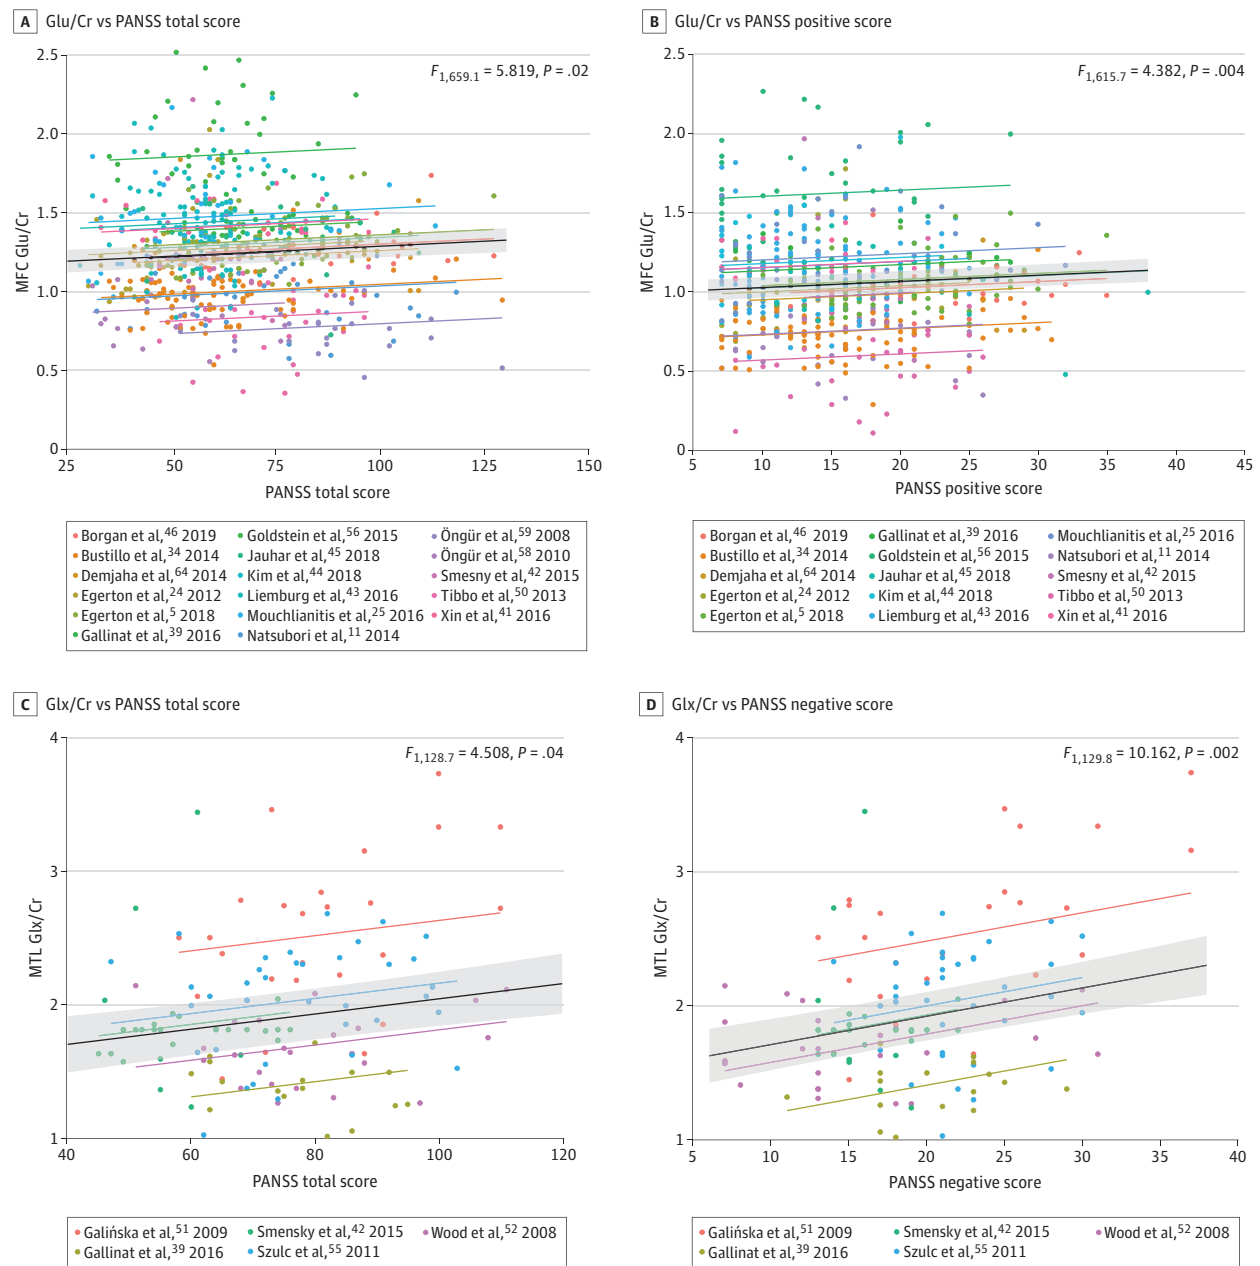 A Glu/Cr vs PANSS total score
F1,659.1 = 5.819, P = .02
2.5
2.0
1.5
1.0
0.5
0
MFC Glu/Cr
25 50 75 100 125 150
PANSS total score
Borgan et al,46 2019
Bustillo et al,34 2014
Demjaha et al,64 2014
Egerton et al,24 2012
Egerton et al,5 2018
Gallinat et al,39 2016
Goldstein et al,56 2015
Jauhar et al,45 2018
Kim et al,44 2018
Liemburg et al,43 2016
Mouchlianitis et al,25 2016
Natsubori et al,11 2014
Öngür et al,59 2008
Öngür et al,58 2010
Smesny et al,42 2015
Tibbo et al,50 2013
Xin et al,41 2016
B Glu/Cr vs PANSS positive score
F1,615.7 = 4.382, P = .004
2.5
2.0
1.5
1.0
0.5
0
MFC Glu/Cr
5 10 15 20 25 30 35 40 45
PANSS positive score
Borgan et al,46 2019
Bustillo et al,34 2014
Demjaha et al,64 2014
Egerton et al,24 2012
Egerton et al,5 2018
Gallinat et al,39 2016
Goldstein et al,56 2015
Jauhar et al,45 2018
Kim et al,44 2018
Liemburg et al,43 2016
Mouchlianitis et al,25 2016
Natsubori et al,11 2014
Smesny et al,42 2015
Tibbo et al,50 2013
Xin et al,41 2016
C Glx/Cr vs PANSS total score
F1,128.7 = 4.508, P = .04
4
3
2
1
MTL Glx/Cr
40 60 80 100 120
PANSS total score
Galińska et al,51 2009
Gallinat et al,39 2016
Smensky et al,42 2015
Szulc et al,55 2011
Wood et al,52 2008
D Glx/Cr vs PANSS negative score
F1,129.8 = 10.162, P = .002
4
3
2
1
MTL Glx/Cr
5 10 15 20 25 30 35 40
PANSS negative score
Galińska et al,51 2009
Gallinat et al,39 2016
Smensky et al,42 2015
Szulc et al,55 2011
Wood et al,52 2008